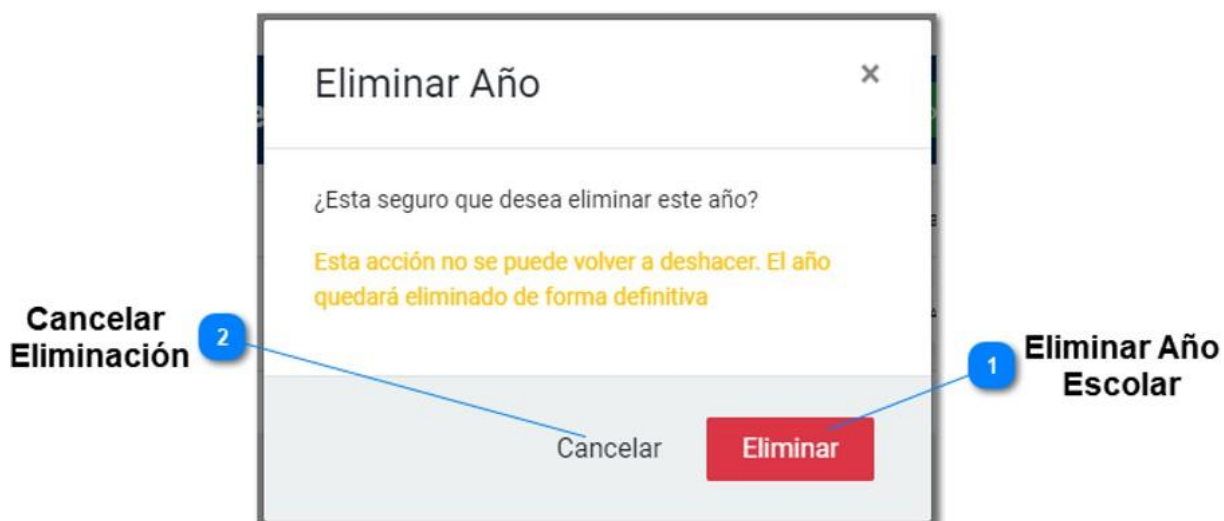 Eliminar Año
×
¿Esta seguro que desea eliminar este año?
Esta acción no se puede volver a deshacer. El año
quedará eliminado de forma definitiva
Cancelar
Eliminación
2
1
Eliminar Año
Escolar
Cancelar
Eliminar